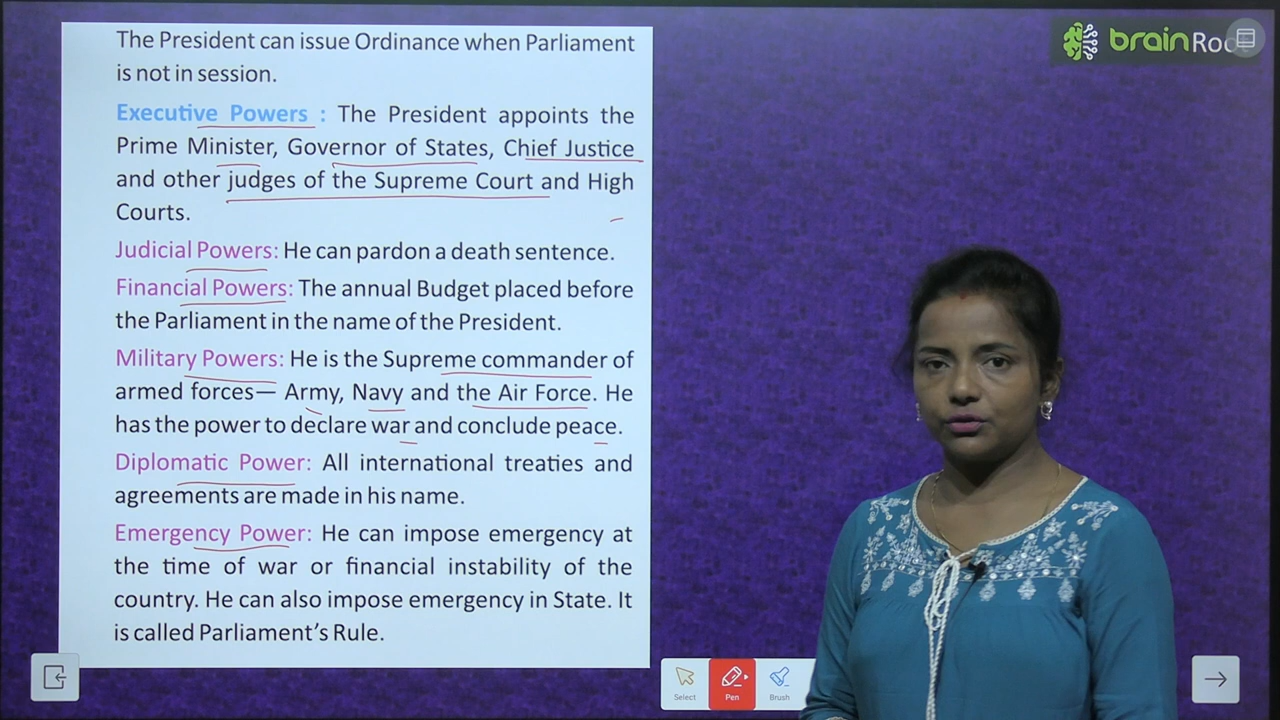 The President can issue Ordinance when Parliament
is not in session.
Executive Powers : The President appoints the
Prime Minister, Governor of States, Chief Justice
and other judges of the Supreme Court and High
Courts.
Judicial Powers: He can pardon a death sentence.
Financial Powers: The annual Budget placed before
the Parliament in the name of the President.
Military Powers: He is the Supreme commander of
armed forces— Army, Navy and the Air Force. He
has the power to declare war and conclude peace.
Diplomatic Power: All international treaties and
agreements are made in his name.
Emergency Power: He can impose emergency at
the time of war or financial instability of the
country. He can also impose emergency in State. It
is called Parliament’s Rule.
brain
Select Pen Brush